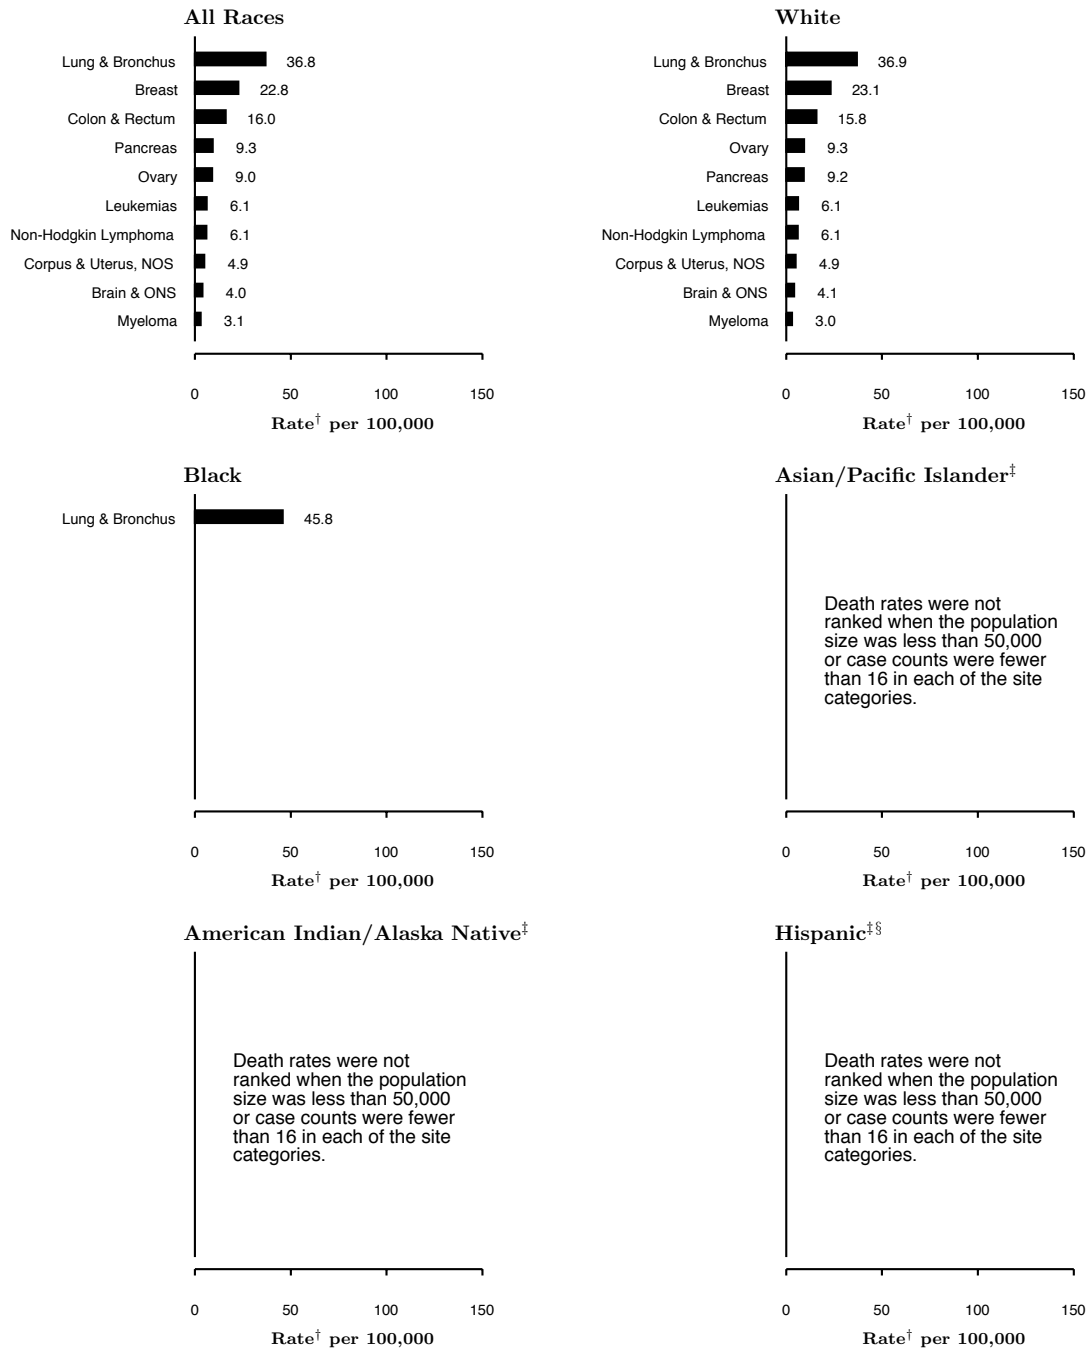 All Races
Lung & Bronchus 36.8
Breast 22.8
Colon & Rectum 16.0
Pancreas 9.3
Ovary 9.0
Leukemias 6.1
Non-Hodgkin Lymphoma 6.1
Corpus & Uterus, NOS 4.9
Brain & ONS 4.0
Myeloma 3.1
0 50 100 150
Rate† per 100,000
White
Lung & Bronchus 36.9
Breast 23.1
Colon & Rectum 15.8
Ovary 9.3
Pancreas 9.2
Leukemias 6.1
Non-Hodgkin Lymphoma 6.1
Corpus & Uterus, NOS 4.9
Brain & ONS 4.1
Myeloma 3.0
0 50 100 150
Rate† per 100,000
Black
Lung & Bronchus 45.8
0 50 100 150
Rate† per 100,000
Asian/Pacific Islander‡
Death rates were not
ranked when the population
size was less than 50,000
or case counts were fewer
than 16 in each of the site
categories.
0 50 100 150
Rate† per 100,000
American Indian/Alaska Native‡
Death rates were not
ranked when the population
size was less than 50,000
or case counts were fewer
than 16 in each of the site
categories.
0 50 100 150
Rate† per 100,000
Hispanic‡§
Death rates were not
ranked when the population
size was less than 50,000
or case counts were fewer
than 16 in each of the site
categories.
0 50 100 150
Rate† per 100,000